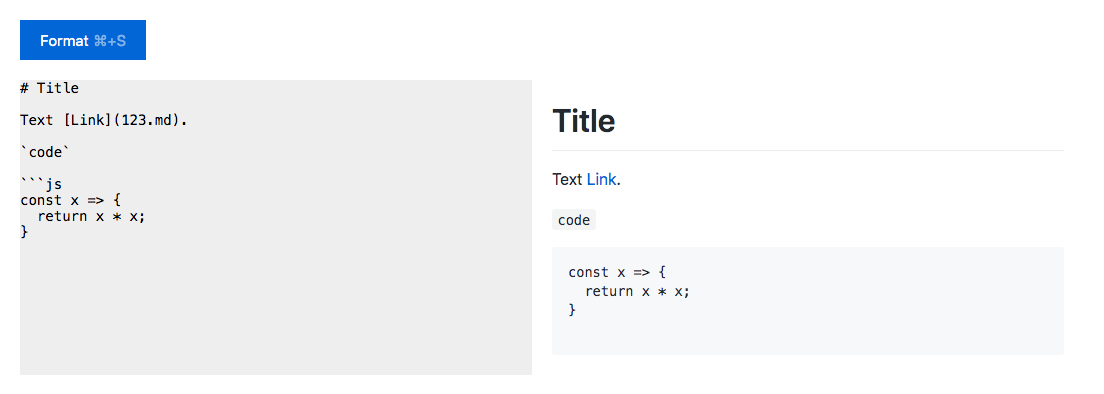 Format ⌘+S
# Title
Text [Link](123.md).
`code`
```js
const x => {
  return x * x;
}
Title
Text Link.
code
const x => {
  return x * x;
}